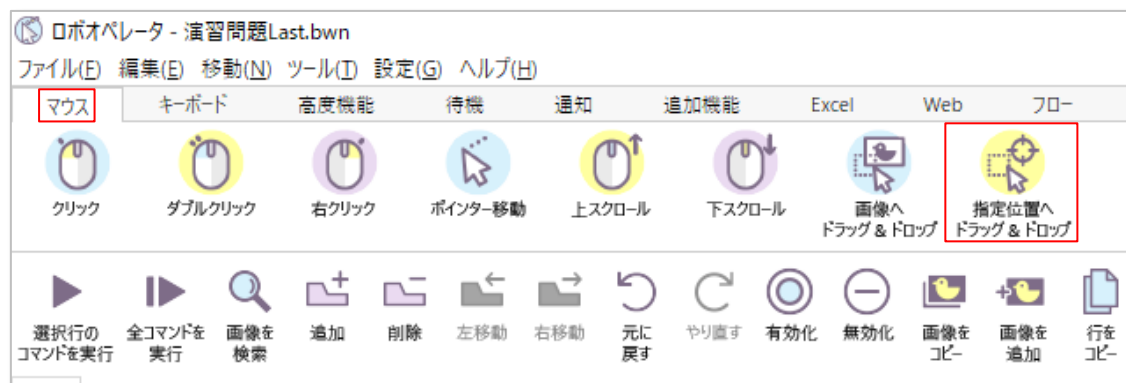 ロボオペレータ - 演習問題Last.bwn
ファイル(F) 編集(E) 移動(N) ツール(T) 設定(G) ヘルプ(H)
マウス キーボード 高度機能 待機 通知 追加機能 Excel Web フロー
クリック ダブルクリック 右クリック ポインター移動 上スクロール 下スクロール 画像へ 指定位置へ
ドラッグ & ドロップ ドラッグ & ドロップ
選択行の 全コマンドを 画像を 追加 削除 左移動 右移動 元に やり直す 有効化 無効化 画像を 画像を 行を
コマンドを実行 実行 検索 戻す コピー 追加 コピー